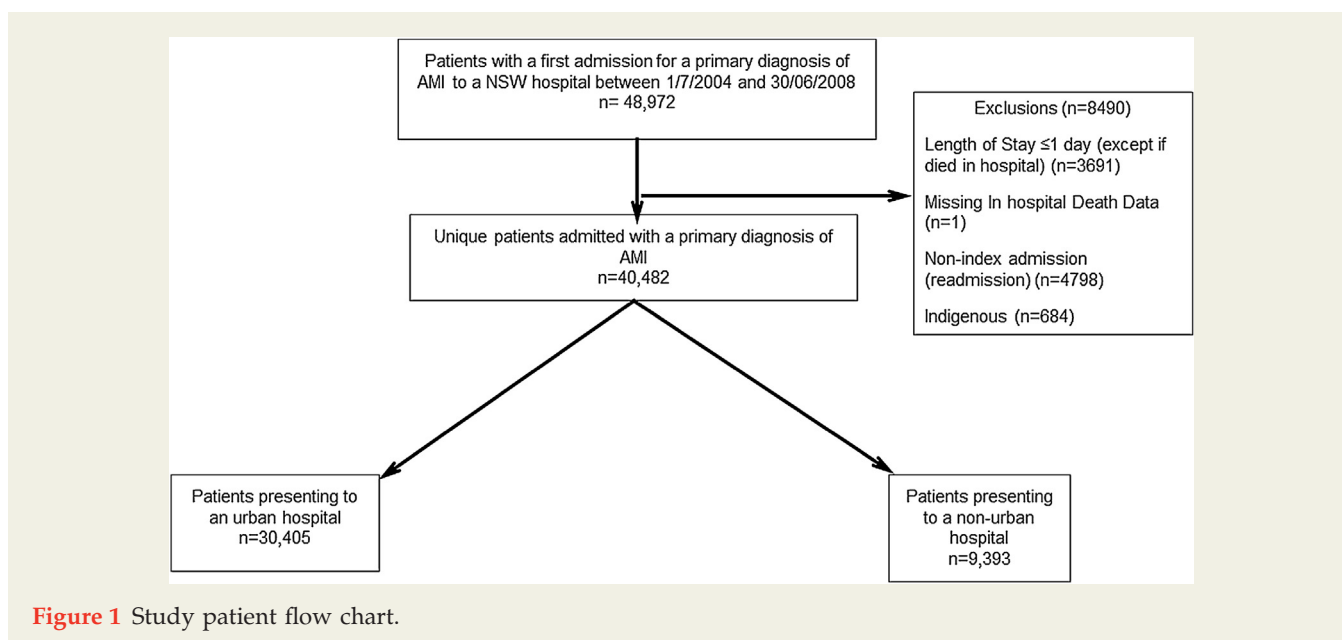 Patients with a first admission for a primary diagnosis of
AMI to a NSW hospital between 1/7/2004 and 30/06/2008
n= 48,972
Exclusions (n=8490)
Length of Stay ≤1 day (except if
died in hospital) (n=3691)
Missing In hospital Death Data
(n=1)
Non-index admission
(readmission) (n=4798)
Indigenous (n=684)
Unique patients admitted with a primary diagnosis of
AMI
n=40,482
Patients presenting to
an urban hospital
n=30,405
Patients presenting
to a non-urban
hospital
n=9,393
Figure 1 Study patient flow chart.